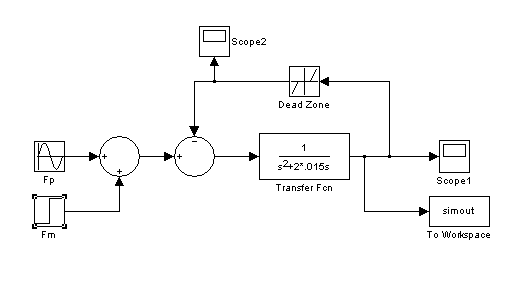 Scope2
Dead Zone
−
+
+
+
1
s²+2*.015s
Transfer Fcn
Fp
Fm
Scope1
simout
To Workspace